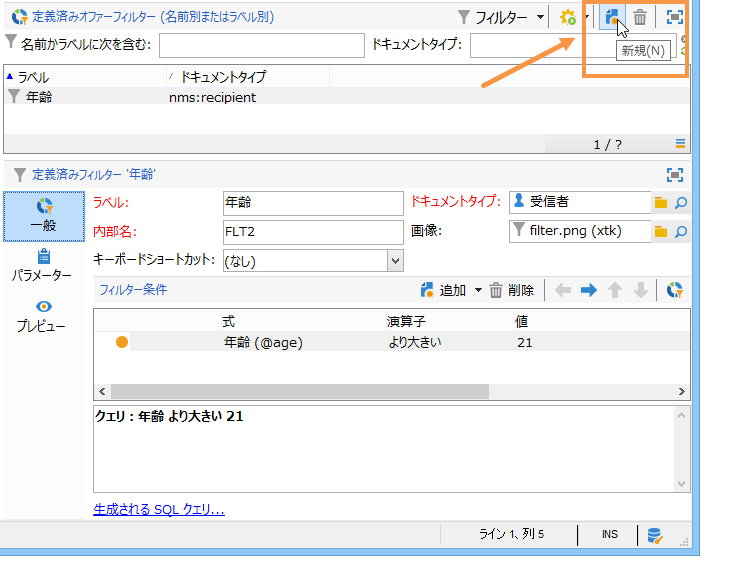 定義済みオファーフィルター (名前別またはラベル別)
フィルター
名前かラベルに次を含む:
ドキュメントタイプ:
新規(N)
ラベル
ドキュメントタイプ
年齢
nms:recipient
1 / ?
定義済みフィルター '年齢'
一般
パラメーター
プレビュー
ラベル:
年齢
ドキュメントタイプ:
受信者
内部名:
FLT2
画像:
filter.png (xtk)
キーボードショートカット:
(なし)
フィルター条件
追加
削除
式
演算子
値
年齢 (@age)
より大きい
21
クエリ : 年齢 より大きい 21
生成される SQL クエリ...
ライン 1、列 5
INS